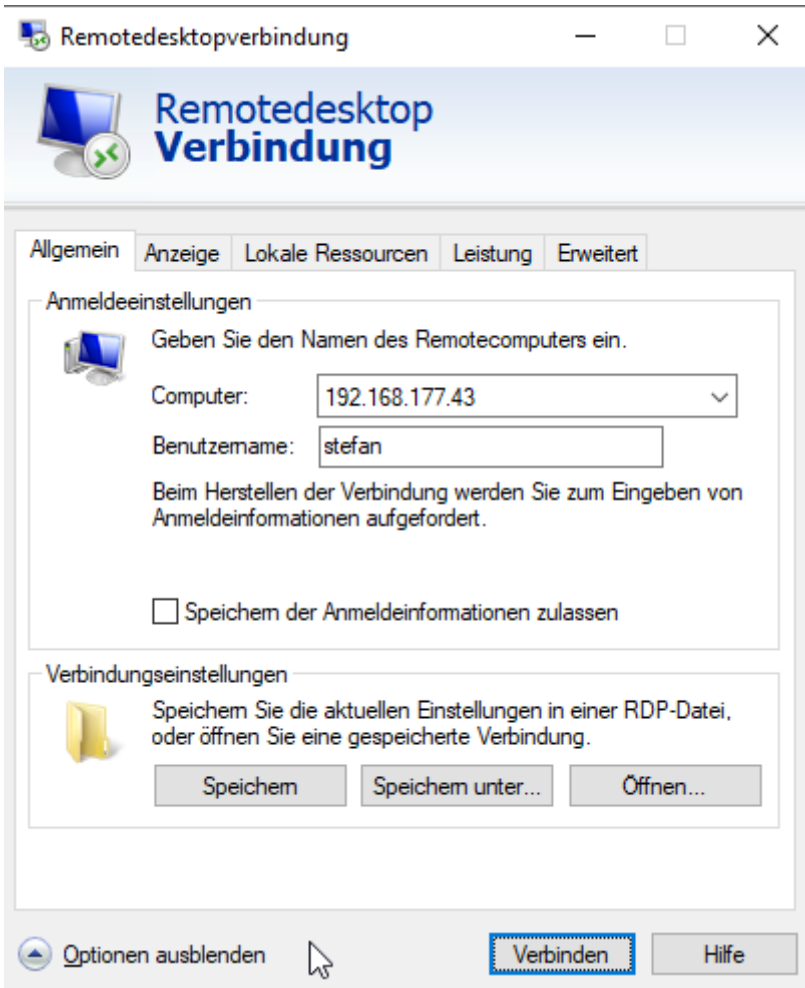 Remotedesktopverbindung
Remotedesktop
Verbindung
Allgemein Anzeige Lokale Ressourcen Leistung Erweitert
Anmeldeeinstellungen
Geben Sie den Namen des Remotecomputers ein.
Computer: 192.168.177.43
Benutzername: stefan
Beim Herstellen der Verbindung werden Sie zum Eingeben von
Anmeldeinformationen aufgefordert.
Speichern der Anmeldeinformationen zulassen
Verbindungseinstellungen
Speichern Sie die aktuellen Einstellungen in einer RDP-Datei,
oder öffnen Sie eine gespeicherte Verbindung.
Speichern Speichern unter... Öffnen...
Optionen ausblenden Verbinden Hilfe